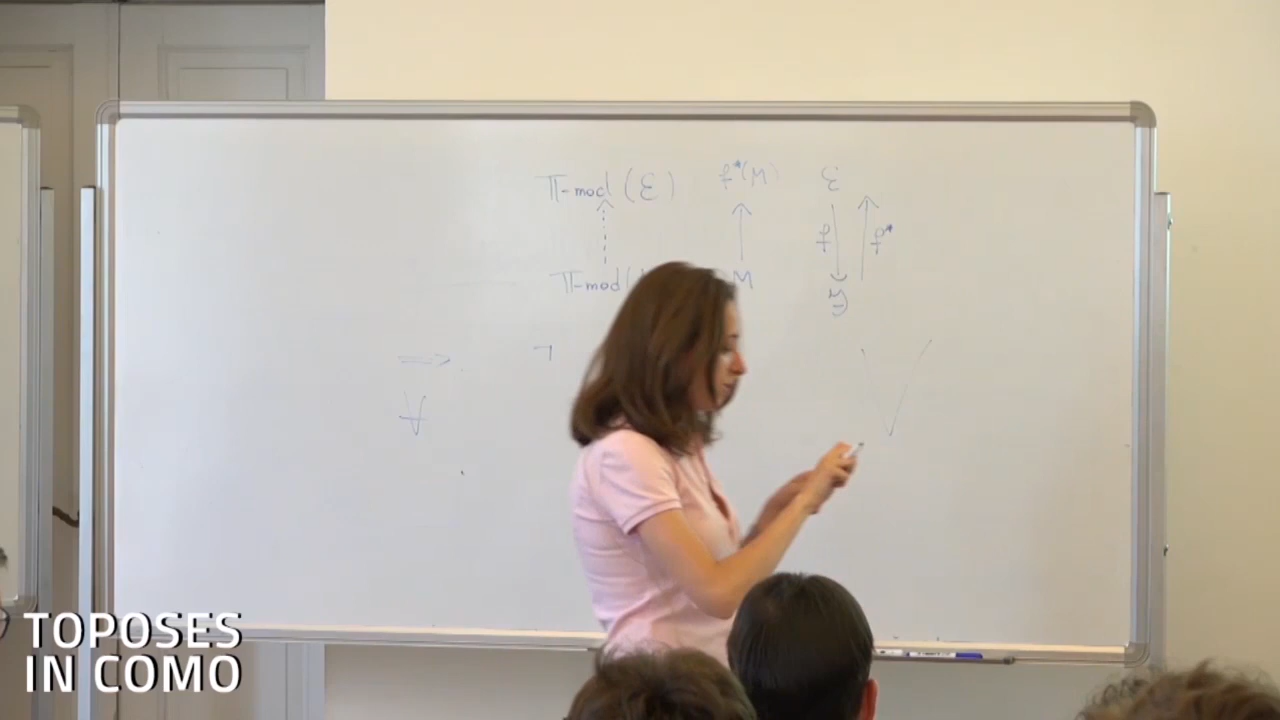 𝕋-mod (ℰ) f*(M) ℰ
f f*
𝕋-mod( M ℱ
⇒ ¬
∀ ⋁
TOPOSES
IN COMO